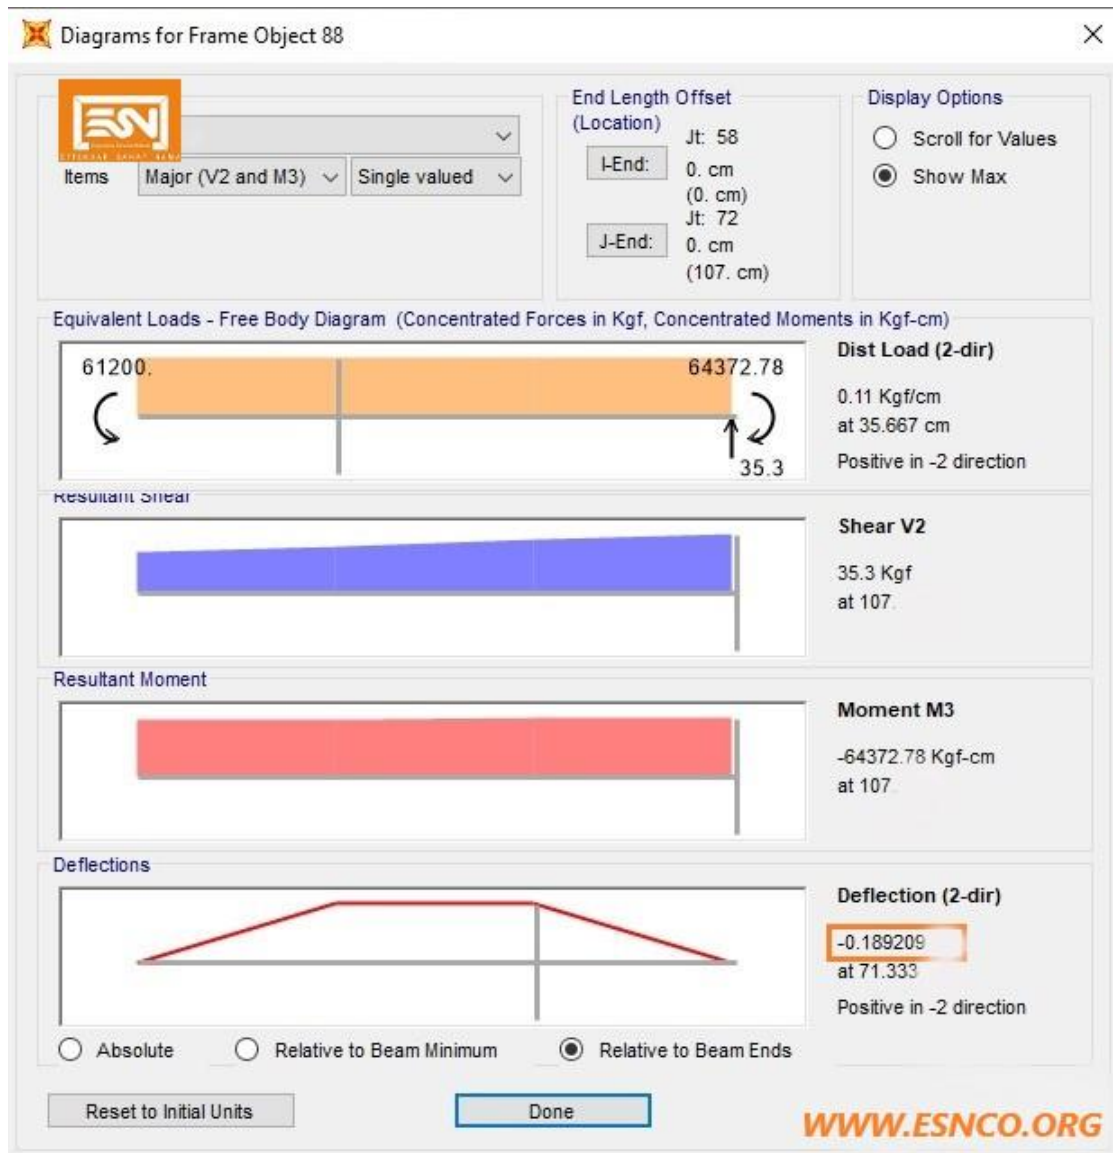 Diagrams for Frame Object 88
ESN
Items
Major (V2 and M3)
Single valued
End Length Offset
(Location)
I-End:
Jt: 58
0. cm
(0. cm)
J-End:
Jt: 72
0. cm
(107. cm)
Display Options
Scroll for Values
Show Max
Equivalent Loads - Free Body Diagram (Concentrated Forces in Kgf, Concentrated Moments in Kgf-cm)
61200.
64372.78
35.3
Dist Load (2-dir)
0.11 Kgf/cm
at 35.667 cm
Positive in -2 direction
Resultant Shear
Shear V2
35.3 Kgf
at 107.
Resultant Moment
Moment M3
-64372.78 Kgf-cm
at 107.
Deflections
Deflection (2-dir)
-0.189209
at 71.333
Positive in -2 direction
Absolute
Relative to Beam Minimum
Relative to Beam Ends
Reset to Initial Units
Done
WWW.ESNCO.ORG